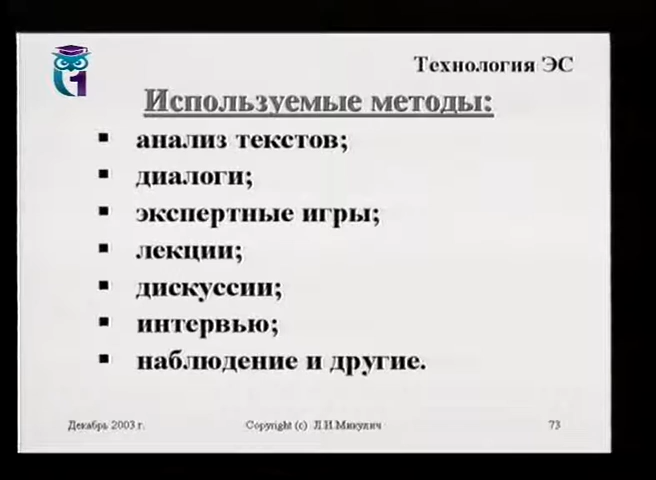 Технология ЭС
1
Используемые методы:
анализ текстов;
диалоги;
экспертные игры;
лекции;
дискуссии;
интервью;
наблюдение и другие.
Декабрь 2003 г.
Copyright (c) Л.И.Микулич
73